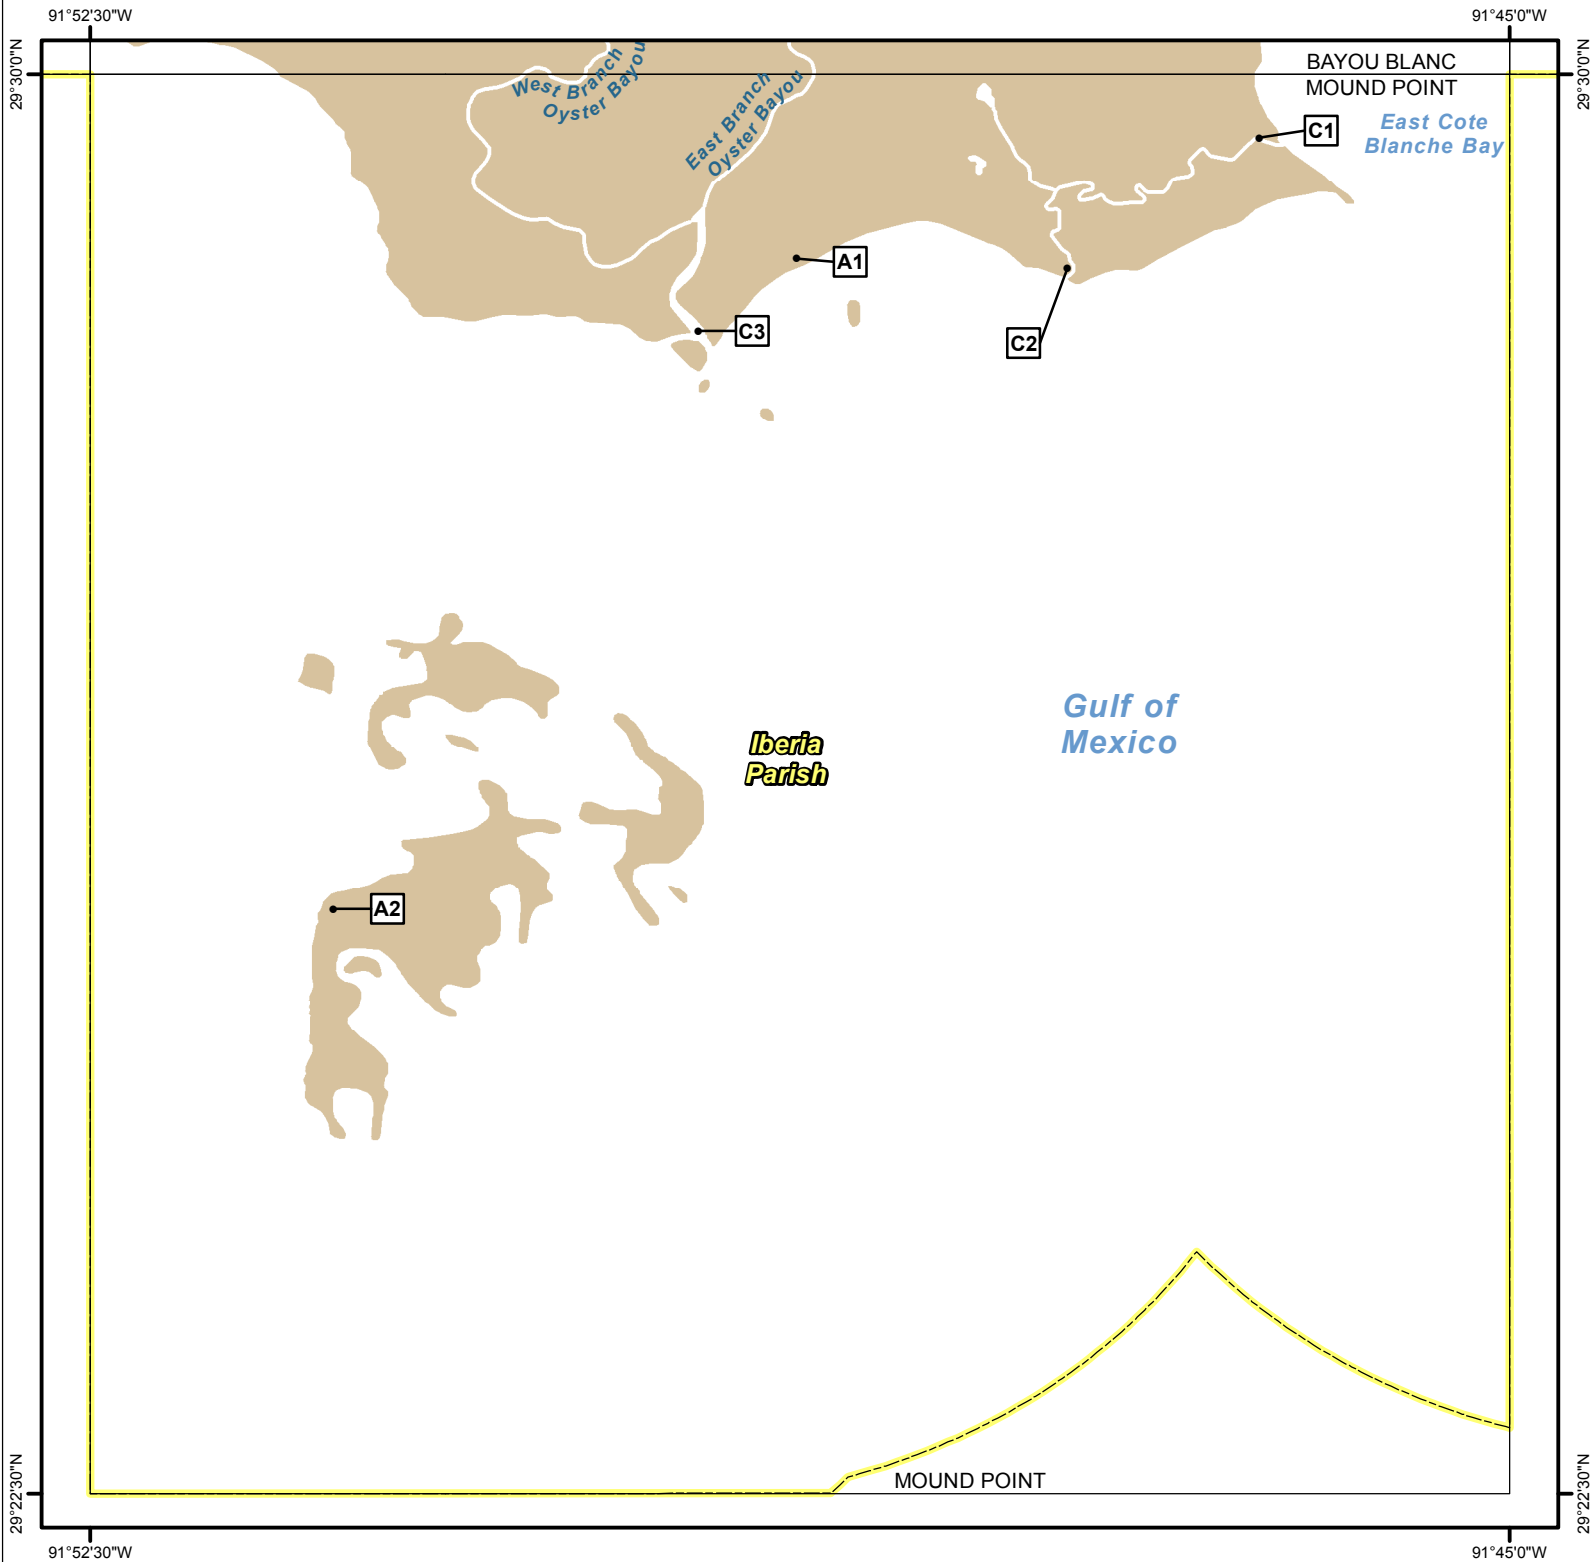 91°52'30"W
91°45'0"W
29°30'0"N
29°30'0"N
BAYOU BLANC
MOUND POINT
West Branch
Oyster Bayou
East Branch
Oyster Bayou
C1
East Cote
Blanche Bay
A1
C3
C2
Gulf of
Mexico
Iberia
Parish
A2
MOUND POINT
29°22'30"N
29°22'30"N
91°52'30"W
91°45'0"W